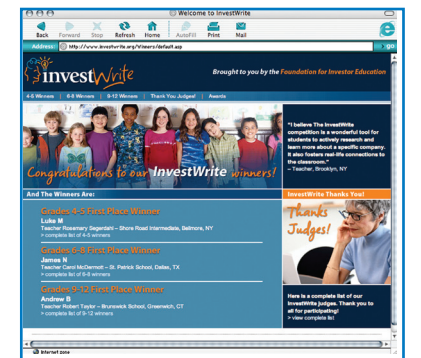 Welcome to InvestWrite
Back Forward Stop Refresh Home AutoFill Print Mail
Address: http://www.investwrite.org/Winners/default.asp go
investWrite
Brought to you by the Foundation for Investor Education
4-5 Winners | 6-8 Winners | 9-12 Winners | Thank You Judges! | Awards
Congratulations to our InvestWrite winners!
"I believe The InvestWrite
competition is a wonderful tool for
students to actively research and
learn more about a specific company.
It also fosters real-life connections to
the classroom."
– Teacher, Brooklyn, NY
And The Winners Are:
Grades 4-5 First Place Winner
Luke M
Teacher Rosemary Segerdahl – Shore Road Intermediate, Bellmore, NY
> complete list of 4-5 winners
Grades 6-8 First Place Winner
James N
Teacher Carol McDermott – St. Patrick School, Dallas, TX
> complete list of 6-8 winners
Grades 9-12 First Place Winner
Andrew B
Teacher Robert Taylor – Brunswick School, Greenwich, CT
> complete list of 9-12 winners
InvestWrite Thanks You!
Thanks
Judges!
Here is a complete list of our
InvestWrite judges. Thank you to
all for participating!
> view complete list
Internet zone